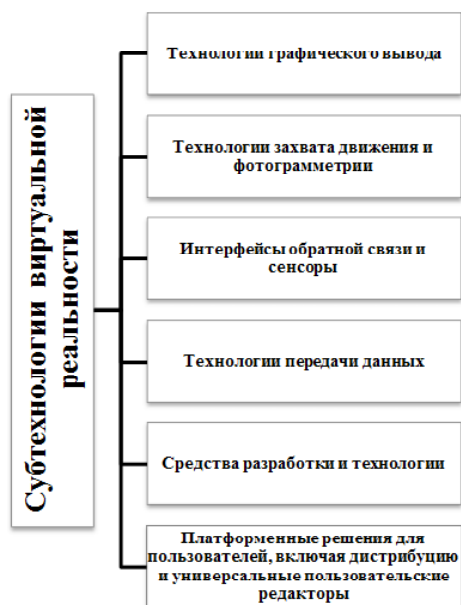 Субтехнологии виртуальной
реальности
Технологии графического вывода
Технологии захвата движения и
фотограмметрии
Интерфейсы обратной связи и
сенсоры
Технологии передачи данных
Средства разработки и технологии
Платформенные решения для
пользователей, включая дистрибуцию
и универсальные пользовательские
редакторы